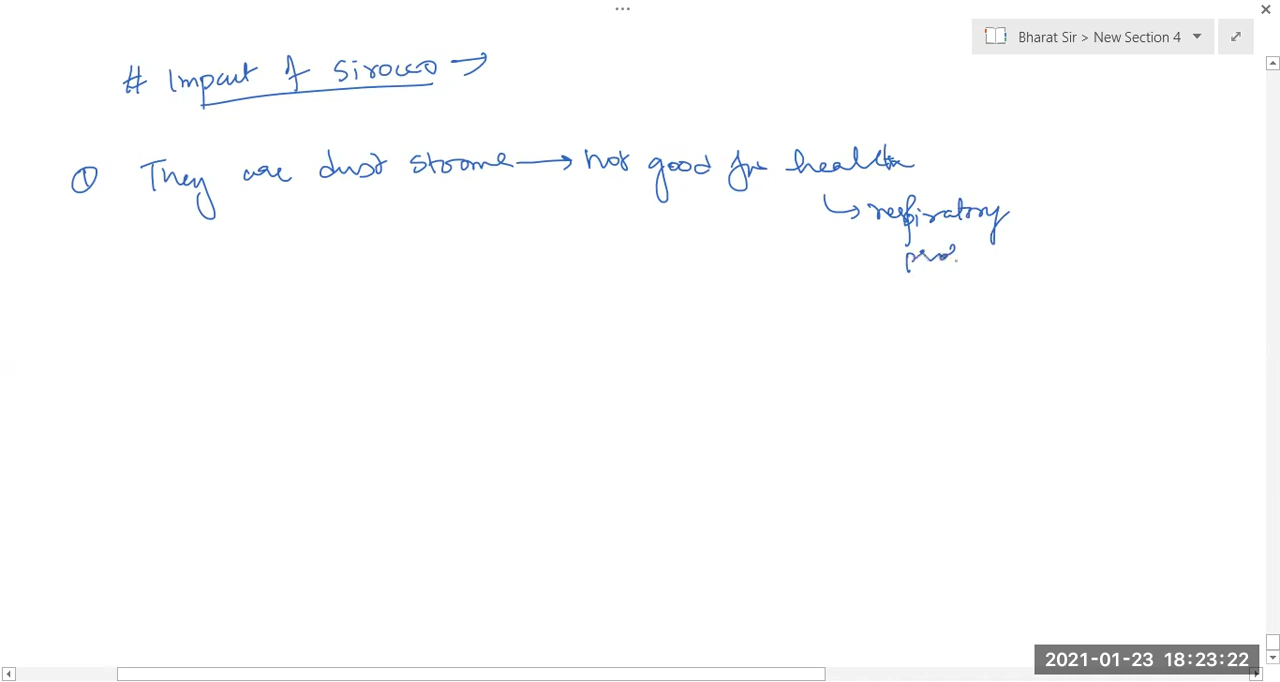 ...
Bharat Sir > New Section 4
# Impact of Sirocco →
① They are dust storms → not good for health
↳ respiratory
pro
2021-01-23 18:23:22